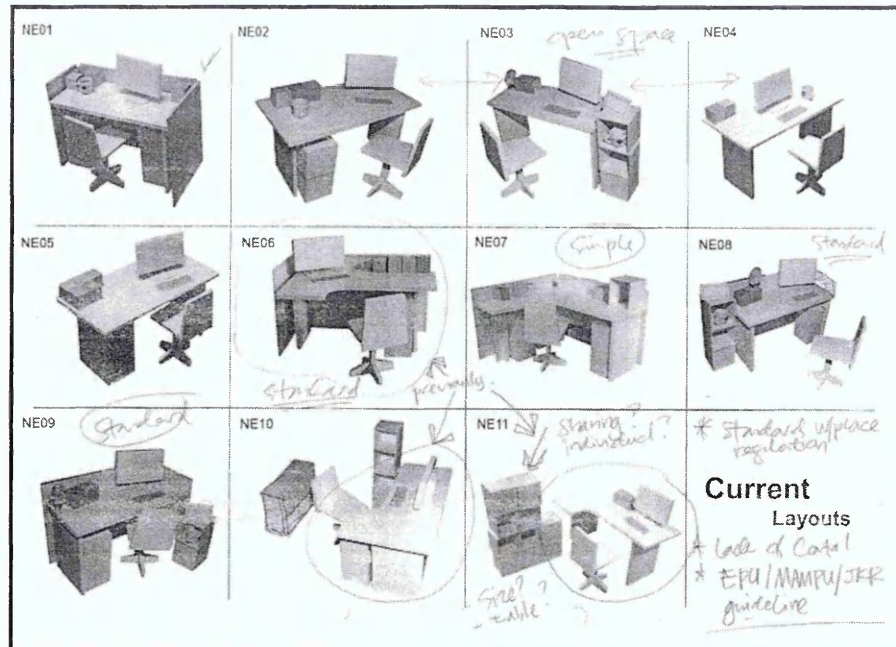 NE01
NE02
NE03
open space
NE04
NE05
NE06
NE07
simple
NE08
standard
standard
previously.
NE09
standard
NE10
NE11
sharing?
individual?
* standard w/place
regulation
Current
Layouts
* Lack of
* EPU/MAMPU/JKR
guideline
size?
table?
?